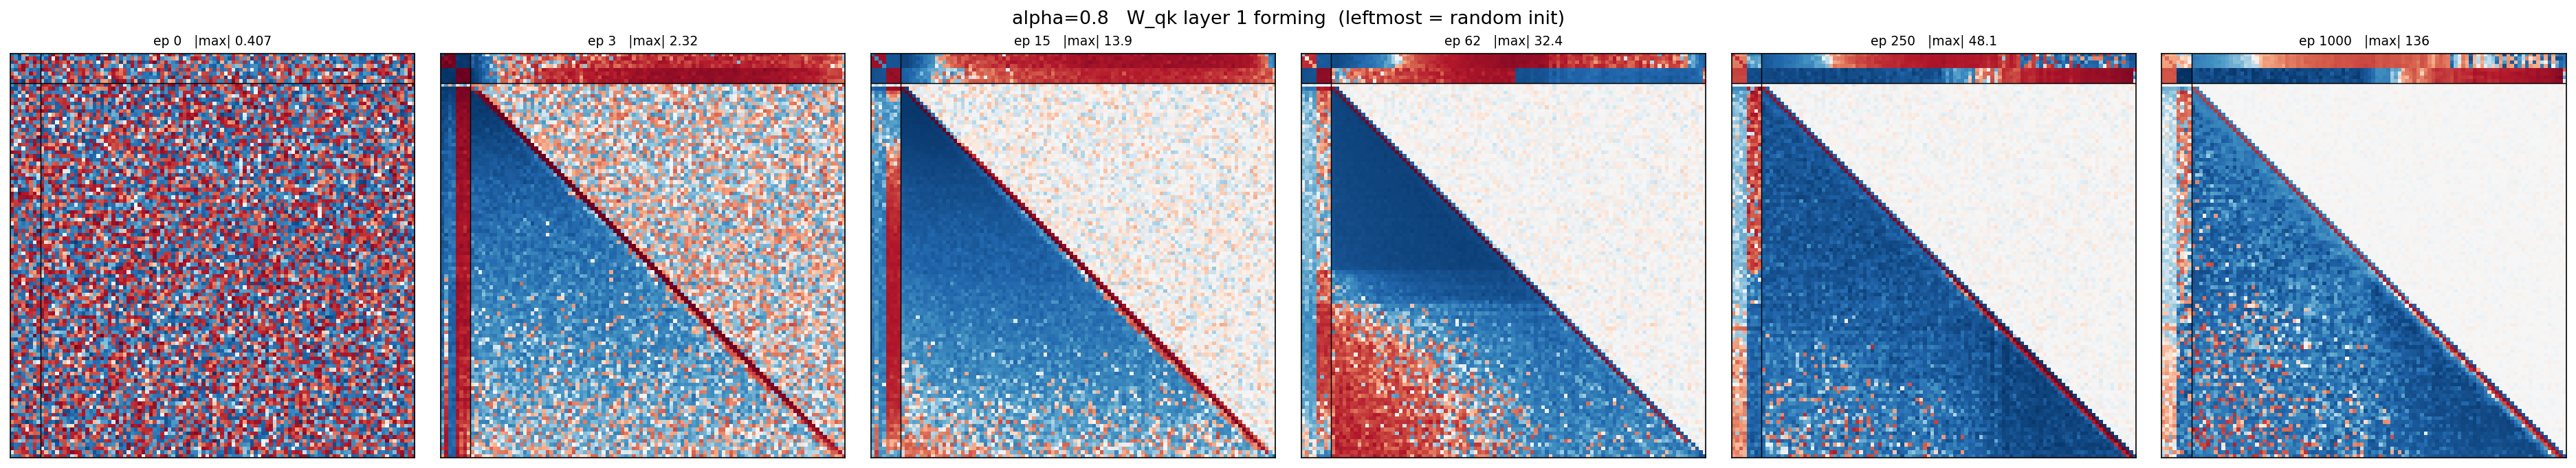 alpha=0.8   W_qk layer 1 forming  (leftmost = random init)
ep 0   |max| 0.407
ep 3   |max| 2.32
ep 15   |max| 13.9
ep 62   |max| 32.4
ep 250   |max| 48.1
ep 1000   |max| 136